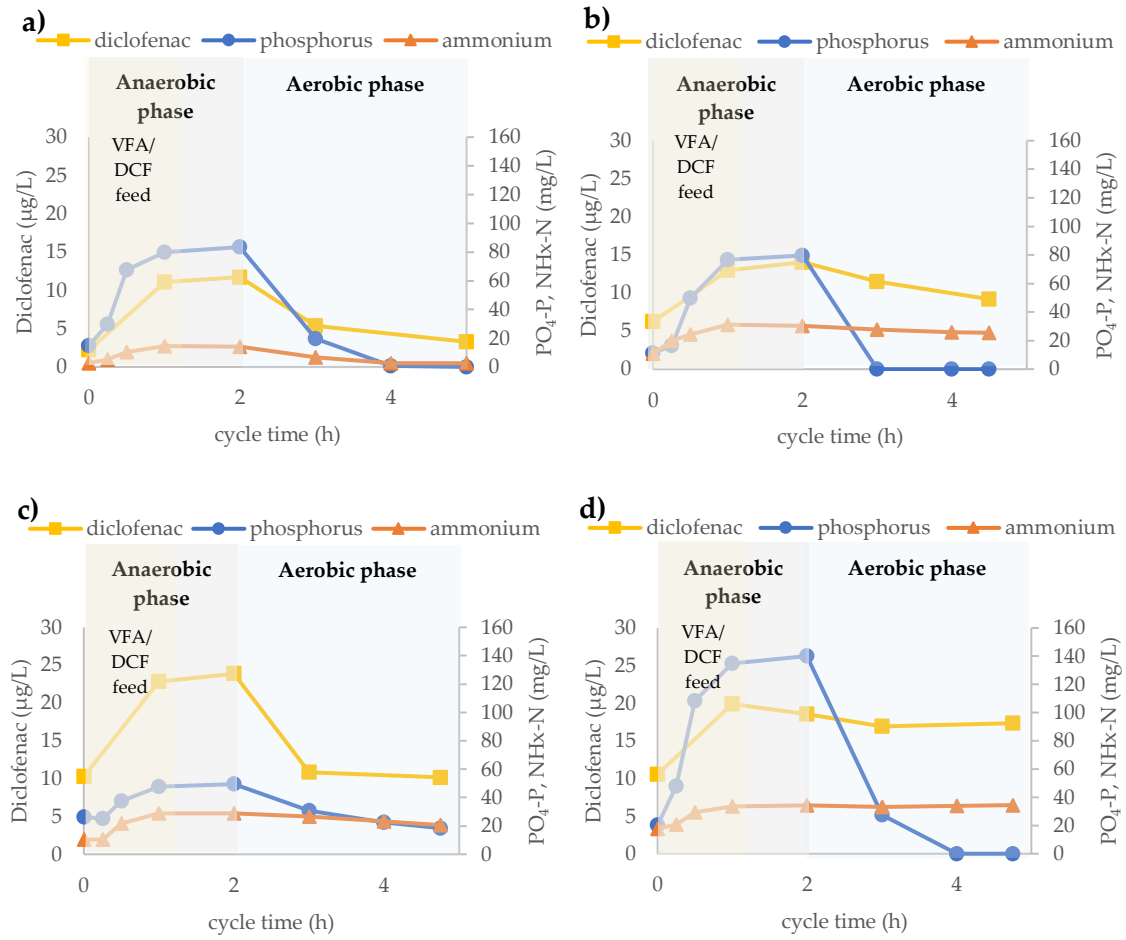 a)
diclofenac phosphorus ammonium
Anaerobic
phase
Aerobic phase
VFA/
DCF
feed
30
25
20
15
10
5
0
Diclofenac (µg/L)
160
140
120
100
80
60
40
20
0
PO₄-P, NHx-N (mg/L)
0 2 4
cycle time (h)
b)
diclofenac phosphorus ammonium
Anaerobic
phase
Aerobic phase
VFA/
DCF
feed
30
25
20
15
10
5
0
Diclofenac (µg/L)
160
140
120
100
80
60
40
20
0
PO₄-P, NHx-N (mg/L)
0 2 4
cycle time (h)
c)
diclofenac phosphorus ammonium
Anaerobic
phase
Aerobic phase
VFA/
DCF
feed
30
25
20
15
10
5
0
Diclofenac (µg/L)
160
140
120
100
80
60
40
20
0
PO₄-P, NHx-N (mg/L)
0 2 4
cycle time (h)
d)
diclofenac phosphorus ammonium
Anaerobic
phase
Aerobic phase
VFA/
DCF
feed
30
25
20
15
10
5
0
Diclofenac (µg/L)
160
140
120
100
80
60
40
20
0
PO₄-P, NHx-N (mg/L)
0 2 4
cycle time (h)